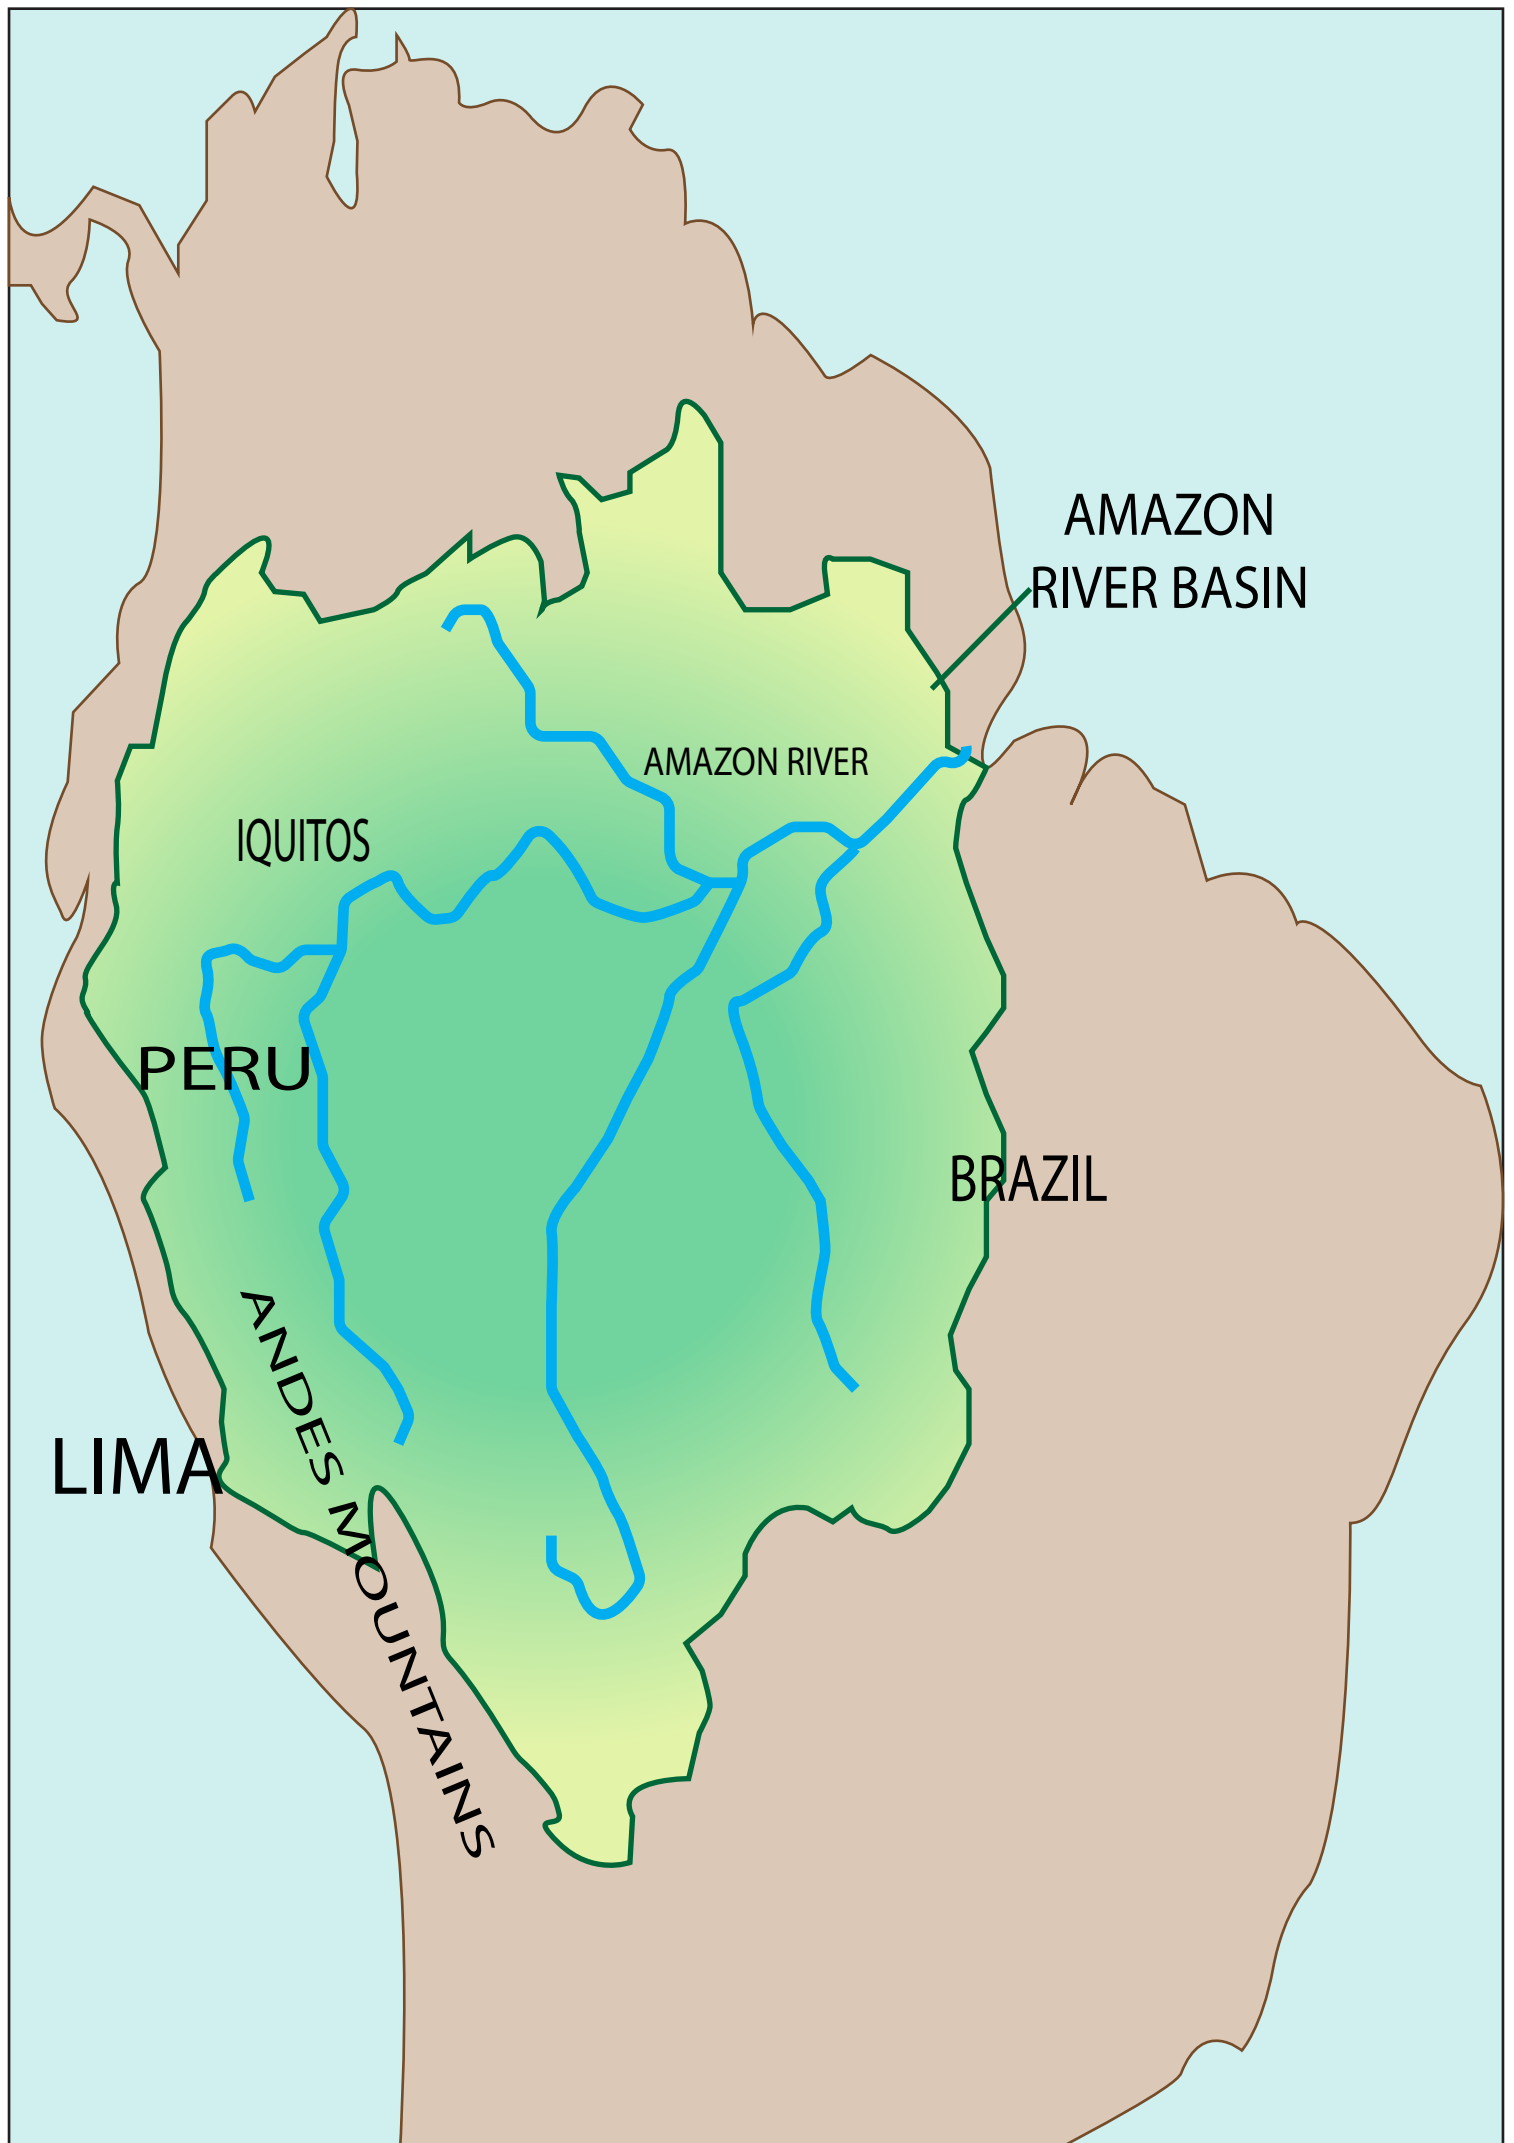 AMAZON
RIVER BASIN
AMAZON RIVER
IQUITOS
PERU
BRAZIL
ANDES MOUNTAINS
LIMA